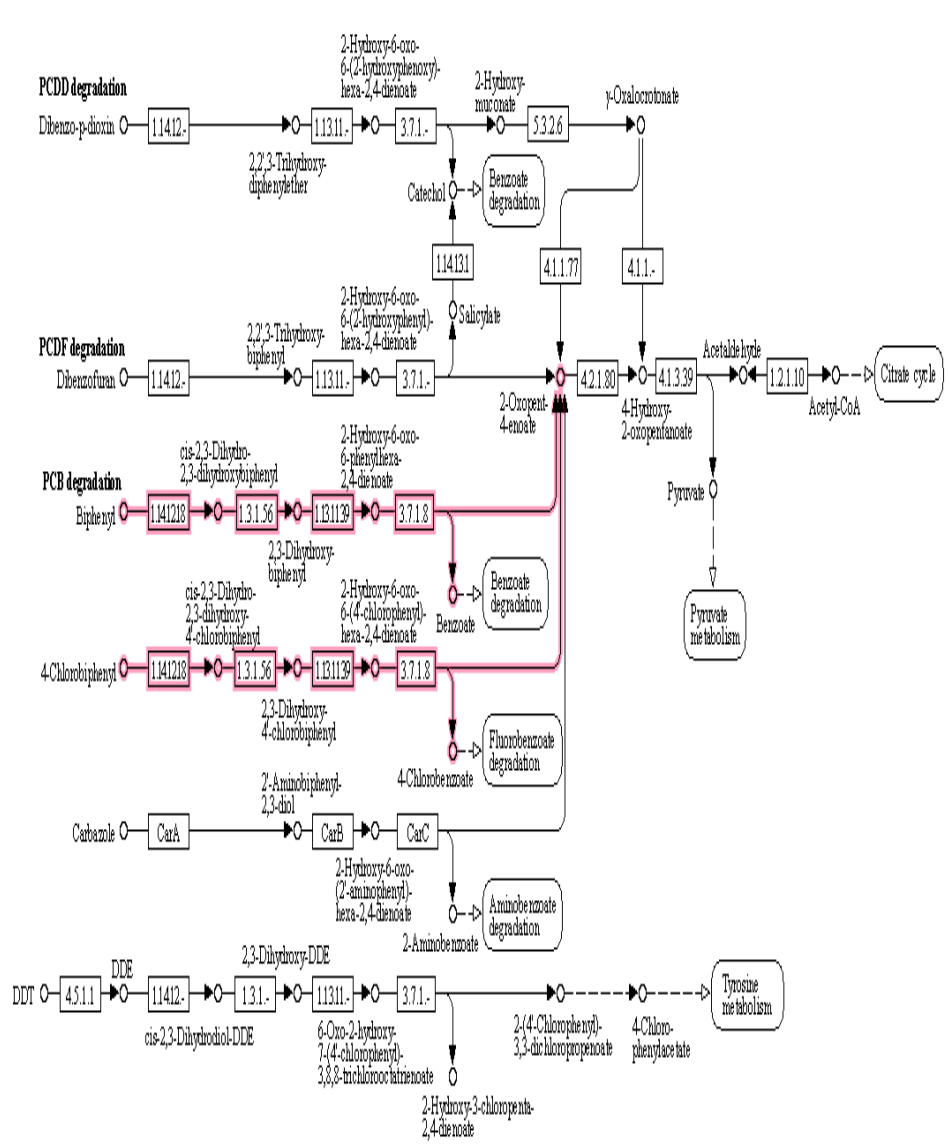 PCDD degradation
Dibenzo-p-dioxin
1.14.12.-
2,2',3-Trihydroxy-
diphenylether
1.13.11.-
2-Hydroxy-6-oxo-
6-(2'-hydroxyphenoxy)-
hexa-2,4-dienoate
3.7.1.-
2-Hydroxy-
muconate
5.3.2.6
γ-Oxalocrotonate
Catechol
Benzoate
degradation
1.14.13.1
Salicylate
4.1.1.77
4.1.1.-
PCDF degradation
Dibenzofuran
1.14.12.-
2,2',3-Trihydroxy-
biphenyl
1.13.11.-
2-Hydroxy-6-oxo-
6-(2'-hydroxyphenyl)-
hexa-2,4-dienoate
3.7.1.-
2-Oxopent-
4-enoate
4.2.1.80
4-Hydroxy-
2-oxopentanoate
4.1.3.39
Acetaldehyde
1.2.1.10
Acetyl-CoA
Citrate cycle
Pyruvate
Pyruvate
metabolism
PCB degradation
Biphenyl
1.14.12.18
cis-2,3-Dihydro-
2,3-dihydroxybiphenyl
1.3.1.56
2,3-Dihydroxy-
biphenyl
1.13.11.39
2-Hydroxy-6-oxo-
6-phenylhexa-
2,4-dienoate
3.7.1.8
Benzoate
Benzoate
degradation
4-Chlorobiphenyl
1.14.12.18
cis-2,3-Dihydro-
2,3-dihydroxy-
4'-chlorobiphenyl
1.3.1.56
2,3-Dihydroxy-
4'-chlorobiphenyl
1.13.11.39
2-Hydroxy-6-oxo-
6-(4'-chlorophenyl)-
hexa-2,4-dienoate
3.7.1.8
4-Chlorobenzoate
Fluorobenzoate
degradation
Carbazole
CarA
2'-Aminobiphenyl-
2,3-diol
CarB
2-Hydroxy-6-oxo-
(2'-aminophenyl)-
hexa-2,4-dienoate
CarC
2-Aminobenzoate
Aminobenzoate
degradation
DDT
4.5.1.1
DDE
1.14.12.-
cis-2,3-Dihydrodiol-DDE
1.3.1.-
2,3-Dihydroxy-DDE
1.13.11.-
6-Oxo-2-hydroxy-
7-(4'-chlorophenyl)-
3,8,8-trichlorooctatrienoate
3.7.1.-
2-Hydroxy-3-chloropenta-
2,4-dienoate
2-(4'-Chlorophenyl)-
3,3-dichloropropenoate
4-Chloro-
phenylacetate
Tyrosine
metabolism